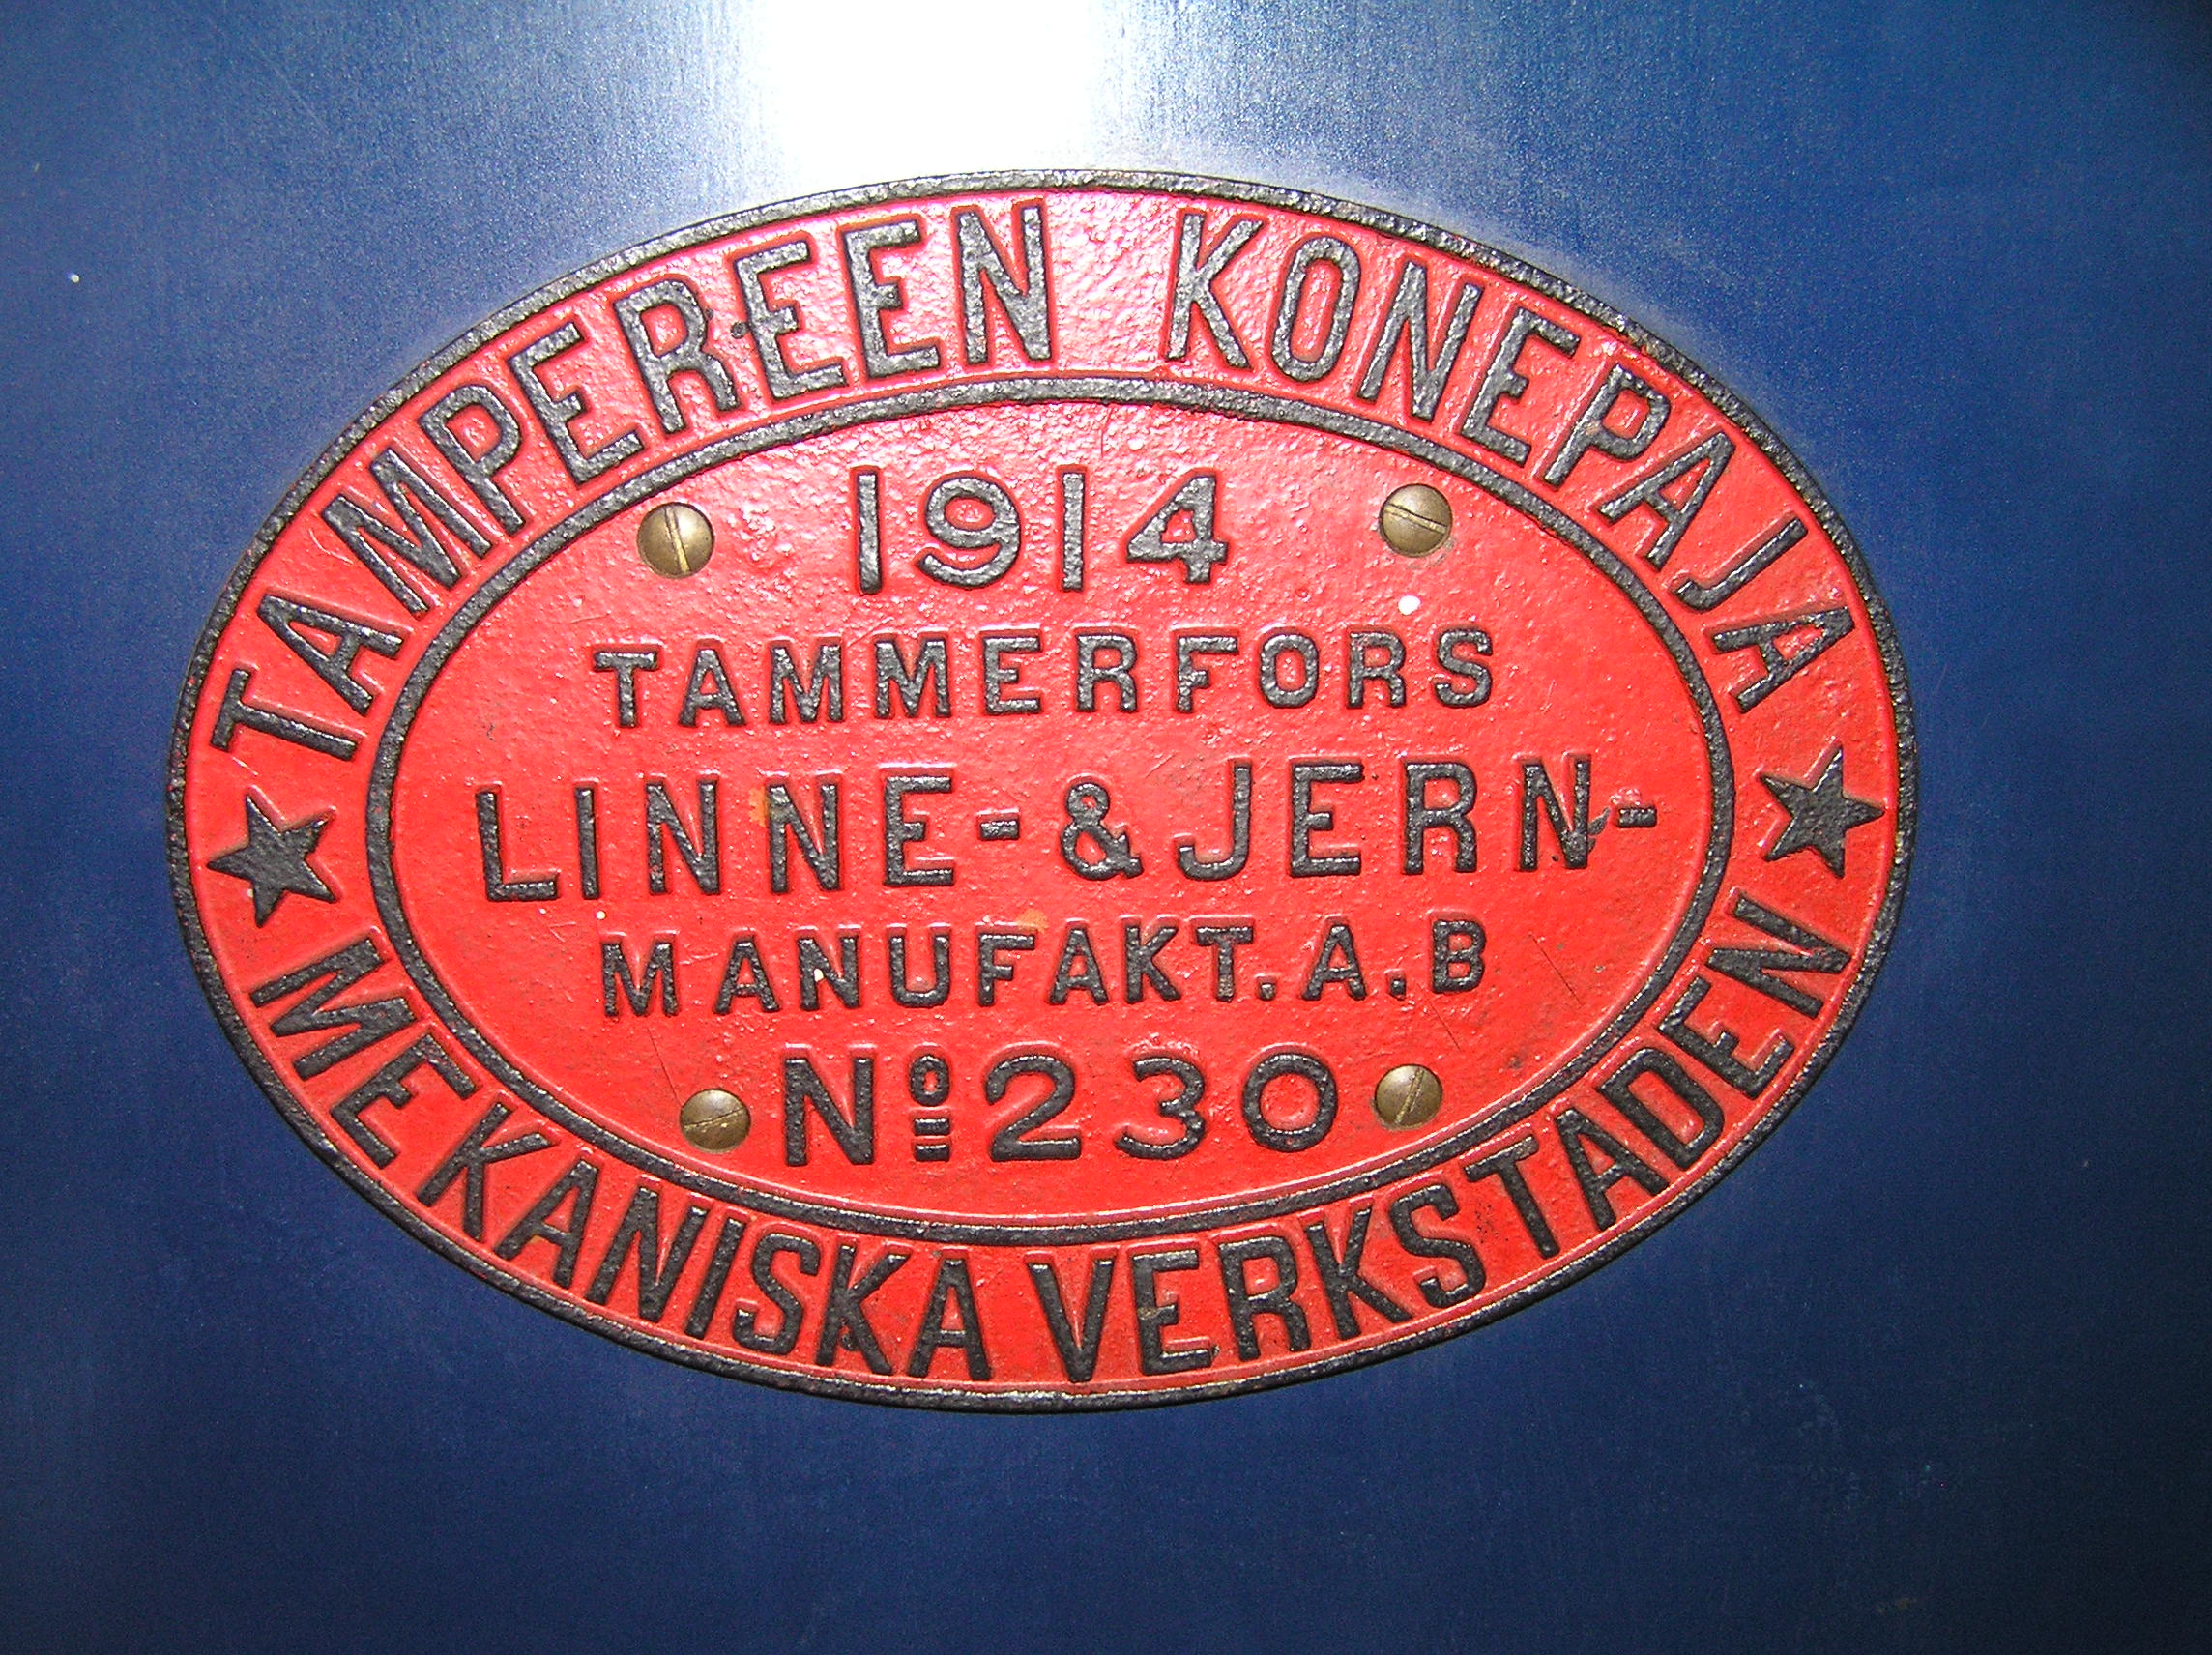 TAMPEREEN KONEPAJA
1914
TAMMERFORS
LINNE-&JERN-
MANUFAKT.A.B
Nº230
MEKANISKA VERKSTADEN